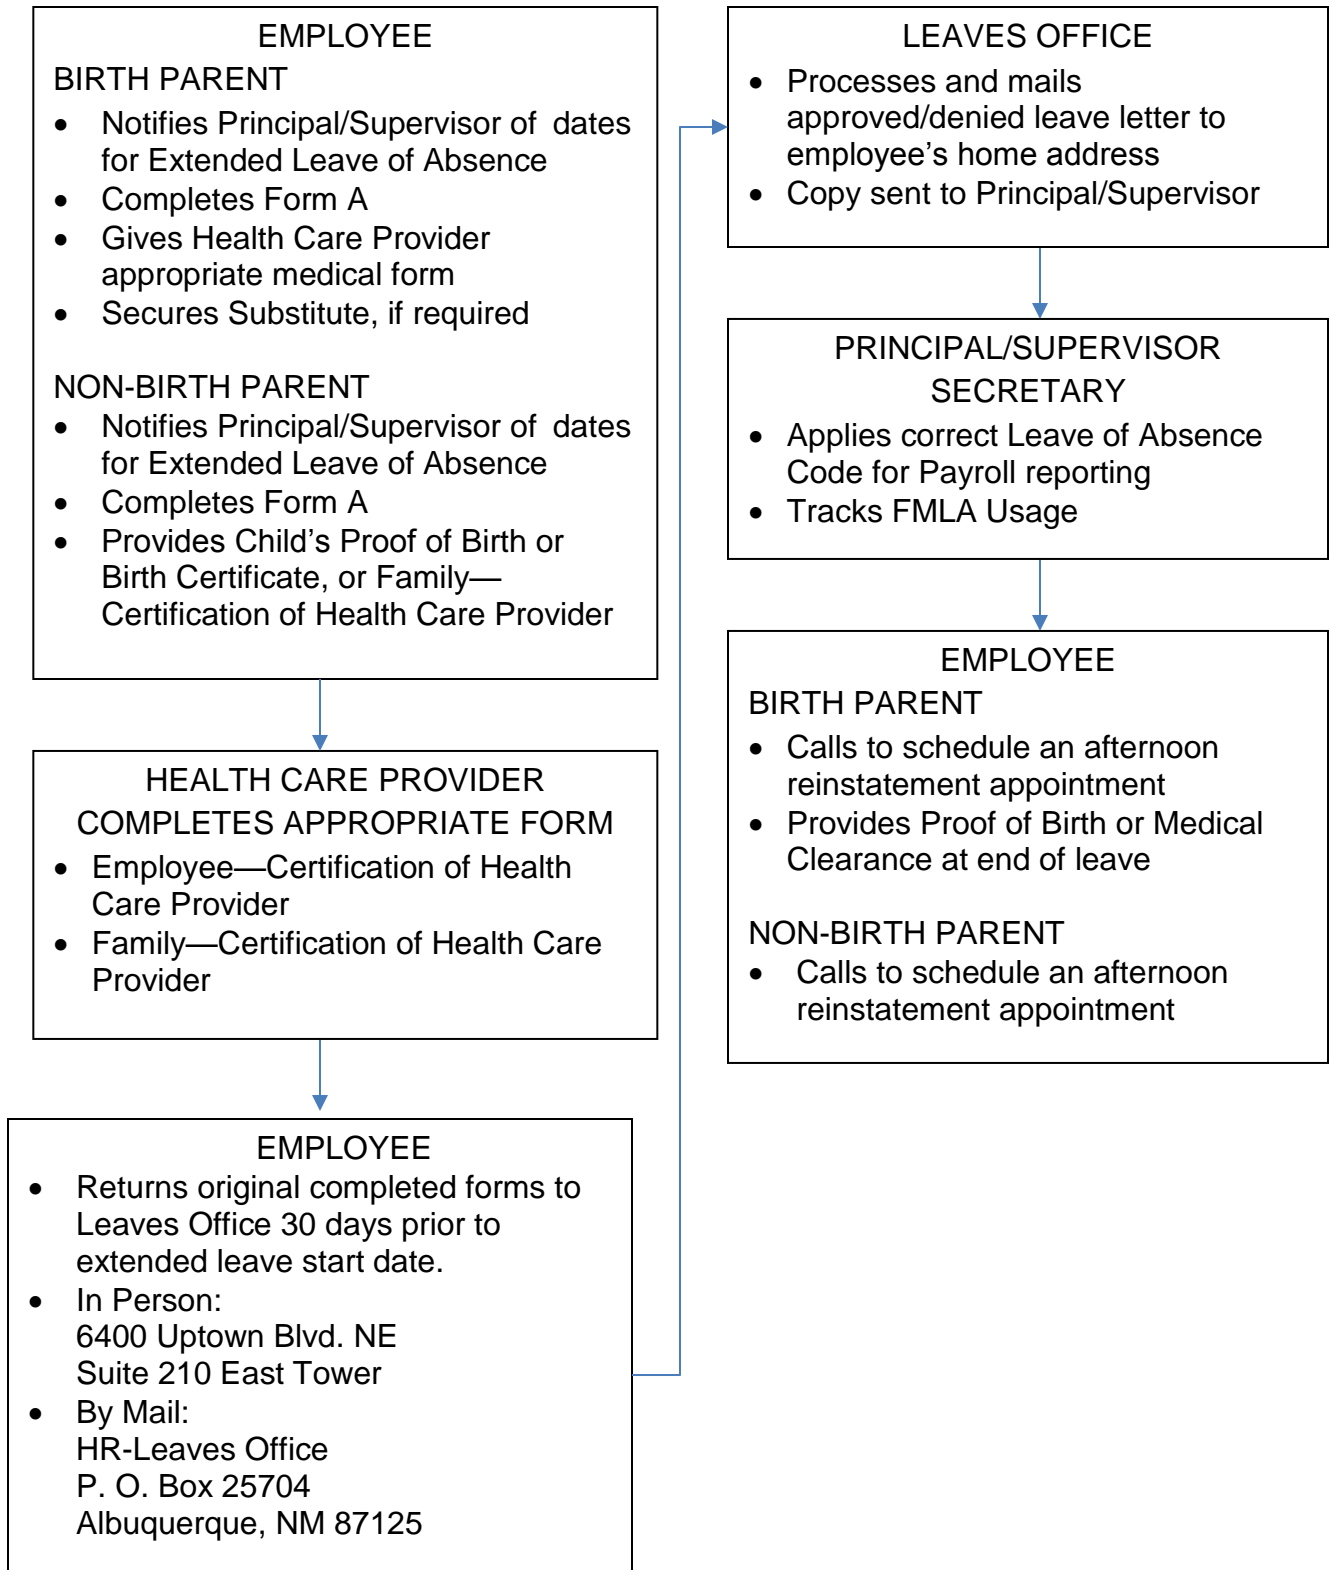 EMPLOYEE
BIRTH PARENT
• Notifies Principal/Supervisor of dates
for Extended Leave of Absence
• Completes Form A
• Gives Health Care Provider
appropriate medical form
• Secures Substitute, if required
NON-BIRTH PARENT
• Notifies Principal/Supervisor of dates
for Extended Leave of Absence
• Completes Form A
• Provides Child’s Proof of Birth or
Birth Certificate, or Family—
Certification of Health Care Provider
HEALTH CARE PROVIDER
COMPLETES APPROPRIATE FORM
• Employee—Certification of Health
Care Provider
• Family—Certification of Health Care
Provider
EMPLOYEE
• Returns original completed forms to
Leaves Office 30 days prior to
extended leave start date.
• In Person:
6400 Uptown Blvd. NE
Suite 210 East Tower
• By Mail:
HR-Leaves Office
P. O. Box 25704
Albuquerque, NM 87125
LEAVES OFFICE
• Processes and mails
approved/denied leave letter to
employee’s home address
• Copy sent to Principal/Supervisor
PRINCIPAL/SUPERVISOR
SECRETARY
• Applies correct Leave of Absence
Code for Payroll reporting
• Tracks FMLA Usage
EMPLOYEE
BIRTH PARENT
• Calls to schedule an afternoon
reinstatement appointment
• Provides Proof of Birth or Medical
Clearance at end of leave
NON-BIRTH PARENT
• Calls to schedule an afternoon
reinstatement appointment